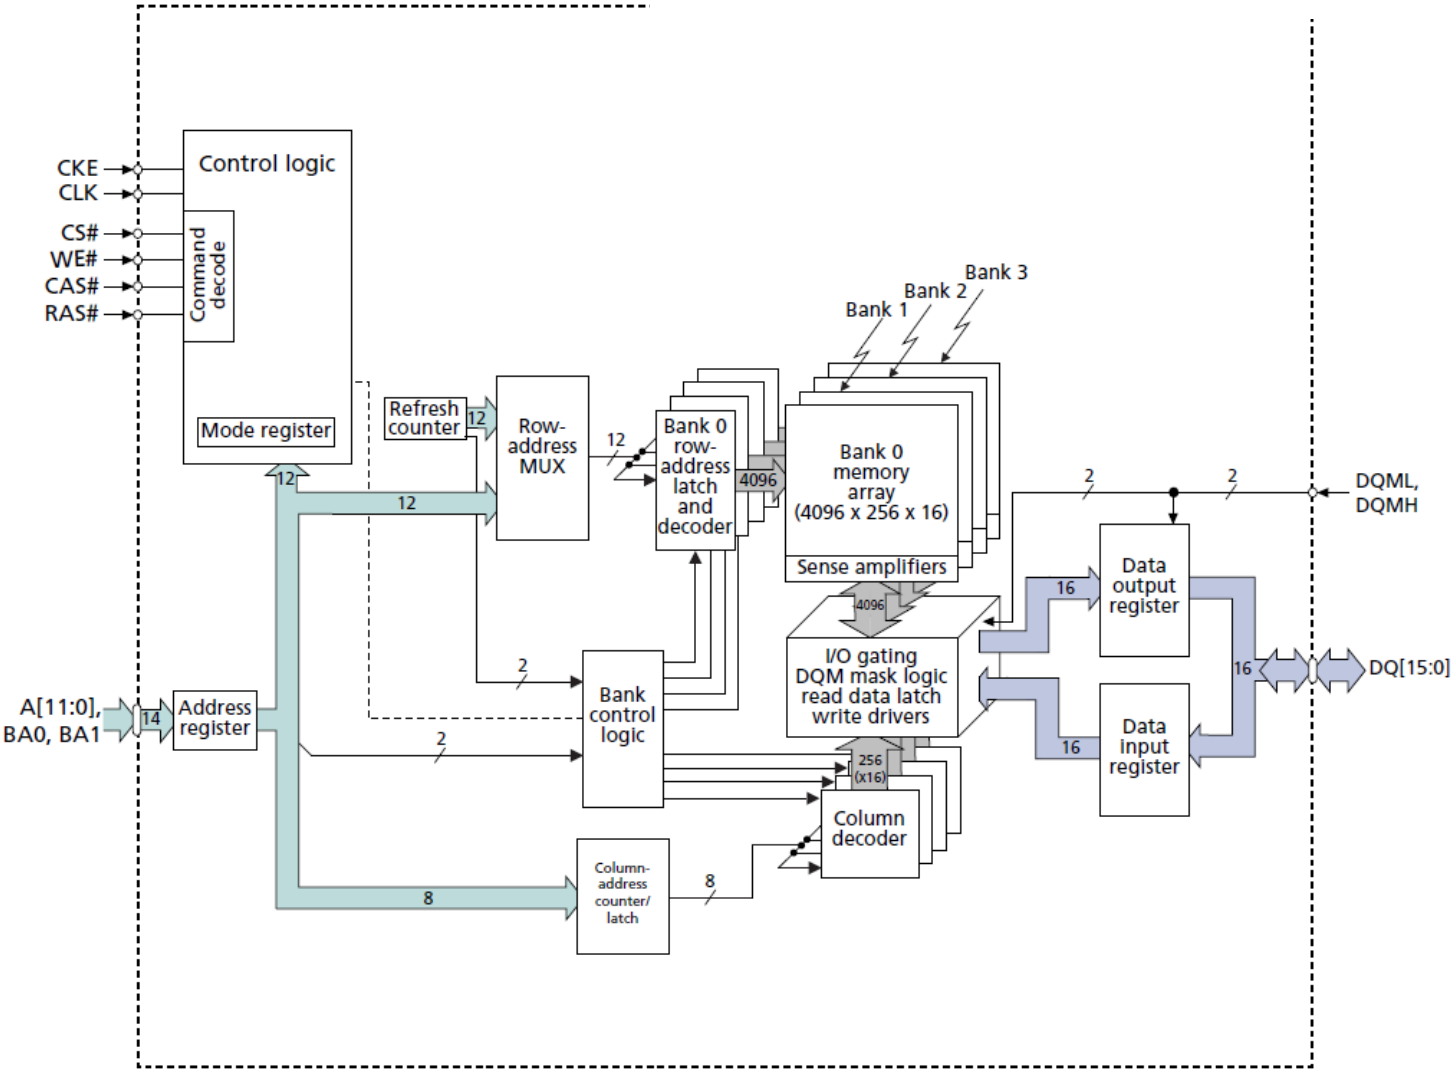 CKE
CLK
CS#
WE#
CAS#
RAS#
Control logic
Command
decode
Mode register
12
Refresh
counter
12
12
Row-
address
MUX
12
Bank 0
row-
address
latch
and
decoder
4096
Bank 1
Bank 2
Bank 3
Bank 0
memory
array
(4096 x 256 x 16)
Sense amplifiers
4096
I/O gating
DQM mask logic
read data latch
write drivers
2
2
DQML,
DQMH
16
Data
output
register
16
DQ[15:0]
16
Data
input
register
A[11:0],
BA0, BA1
14
Address
register
2
2
Bank
control
logic
256
(x16)
Column
decoder
8
Column-
address
counter/
latch
8